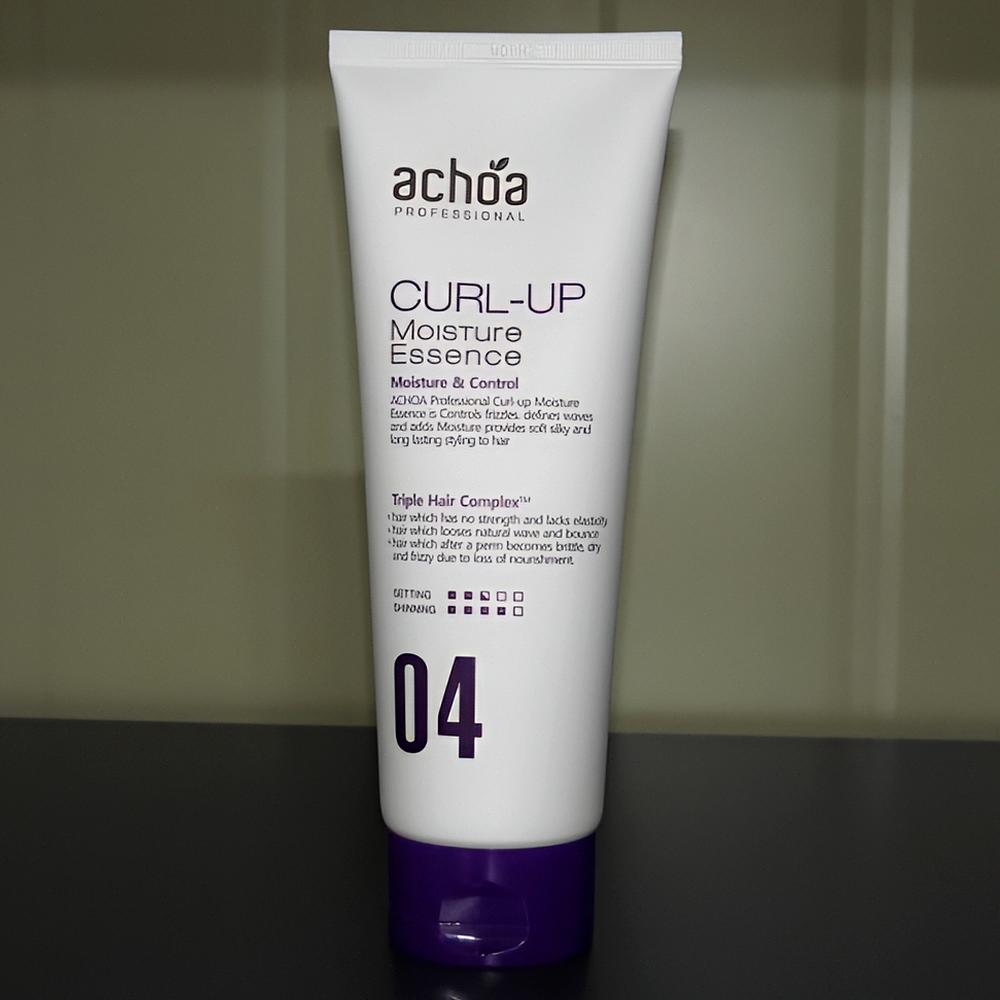 achoa
PROFESSIONAL
CURL-UP
Moisture
Essence
Moisture & Control
ACHOA Professional Curl-up Moisture
Essence is Controls frizzles. defines waves
and adds Moisture provides soft silky and
long lasting styling to hair
Triple Hair Complex™
hair which has no strength and lacks elasticity
hair which looses natural wave and bounce
hair which after a perm becomes brittle, dry
and frizzy due to loss of nourishment.
04